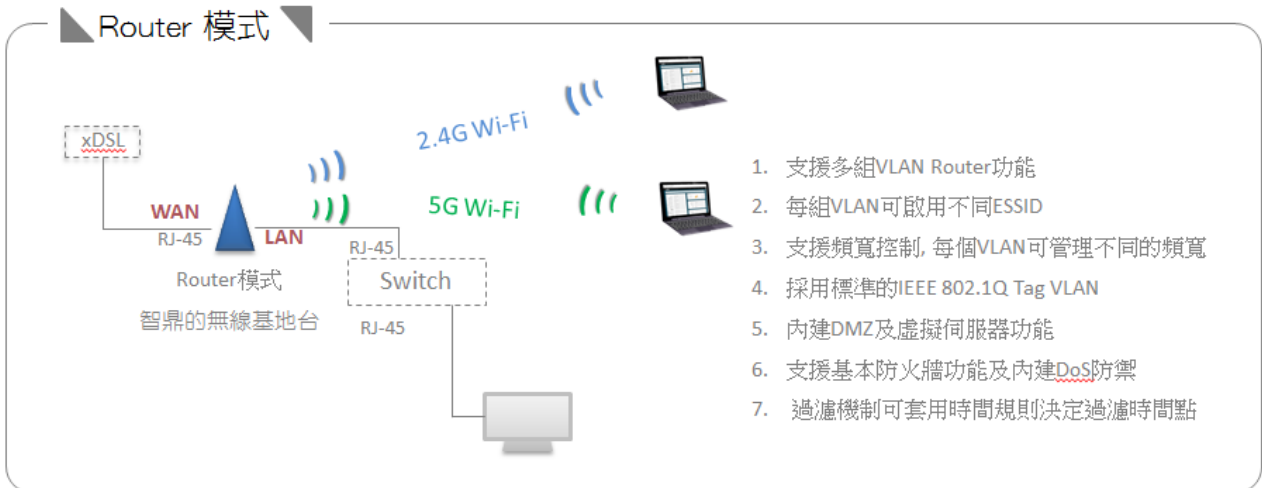 Router 模式
xDSL
WAN
RJ-45
LAN
RJ-45
Router模式
智鼎的無線基地台
Switch
RJ-45
2.4G Wi-Fi
5G Wi-Fi
1. 支援多組VLAN Router功能
2. 每組VLAN可啟用不同ESSID
3. 支援頻寬控制, 每個VLAN可管理不同的頻寬
4. 採用標準的IEEE 802.1Q Tag VLAN
5. 內建DMZ及虛擬伺服器功能
6. 支援基本防火牆功能及內建DoS防禦
7. 過濾機制可套用時間規則決定過濾時間點